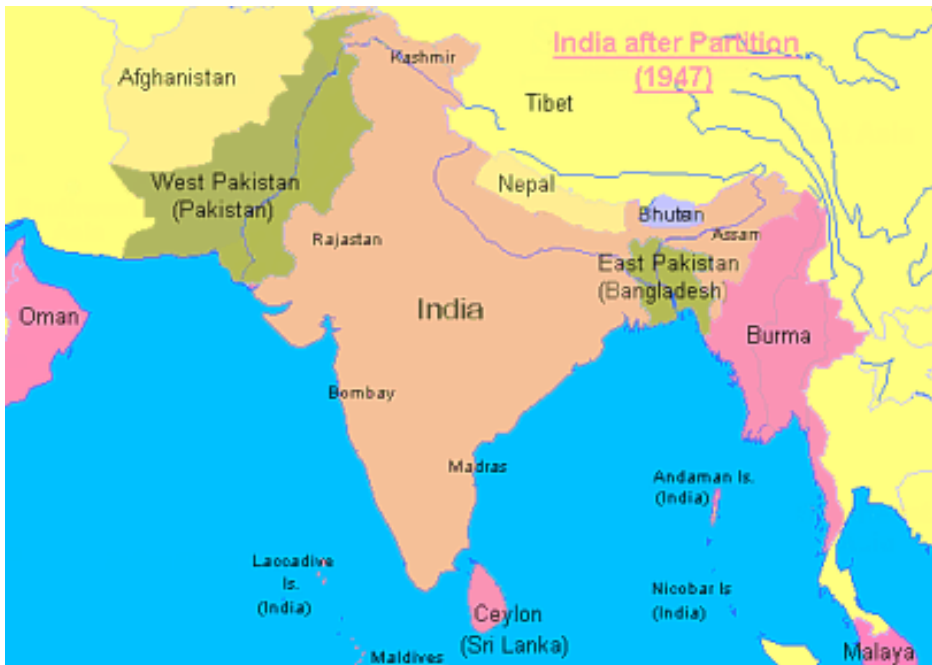 India after Partition
(1947)
Kashmir
Afghanistan
Tibet
West Pakistan
(Pakistan)
Nepal
Bhutan
Rajastan
Assam
East Pakistan
(Bangladesh)
India
Oman
Burma
Bombay
Madras
Andaman Is.
(India)
Laccadive
Is.
(India)
Nicobar Is
(India)
Ceylon
(Sri Lanka)
Maldives
Malaya